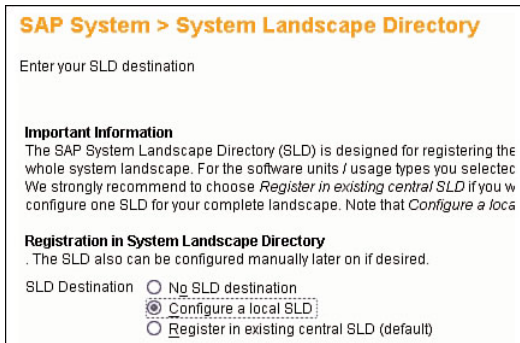 SAP System > System Landscape Directory
Enter your SLD destination
Important Information
The SAP System Landscape Directory (SLD) is designed for registering the
whole system landscape. For the software units / usage types you selected
We strongly recommend to choose Register in existing central SLD if you w
configure one SLD for your complete landscape. Note that Configure a loca
Registration in System Landscape Directory
. The SLD also can be configured manually later on if desired.
SLD Destination No SLD destination
Configure a local SLD
Register in existing central SLD (default)